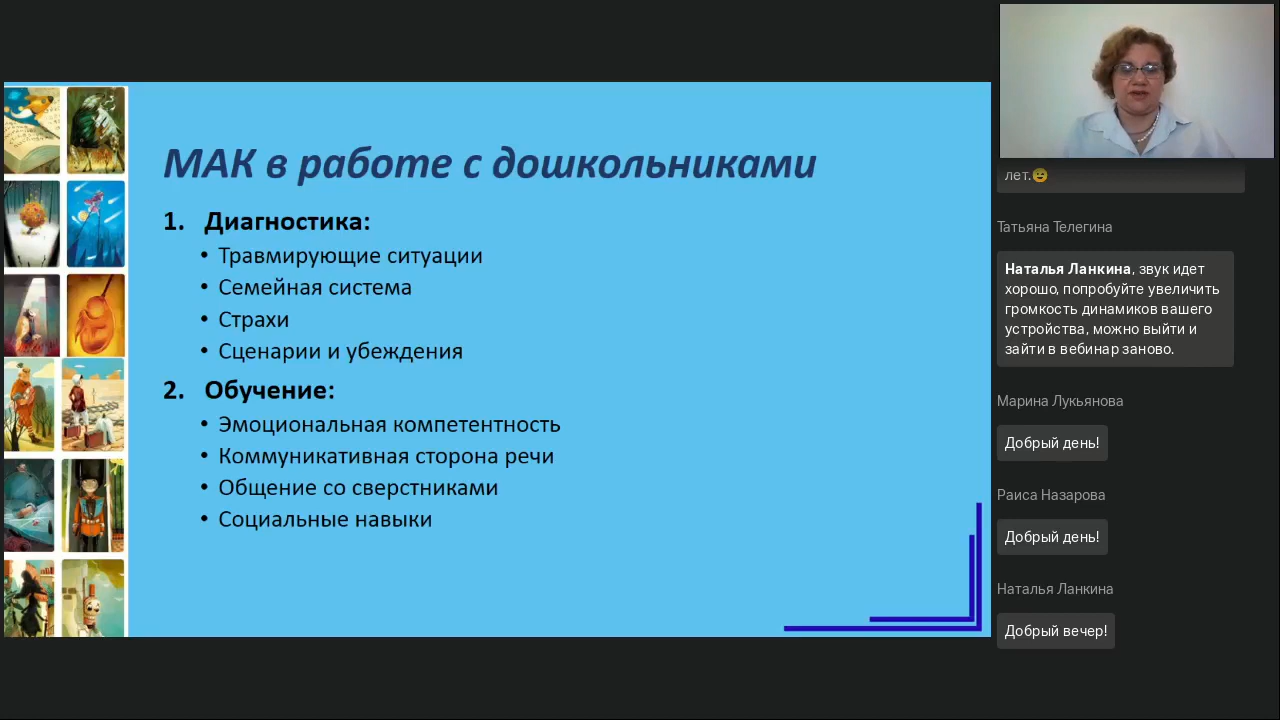 МАК в работе с дошкольниками
1. Диагностика:
• Травмирующие ситуации
• Семейная система
• Страхи
• Сценарии и убеждения
2. Обучение:
• Эмоциональная компетентность
• Коммуникативная сторона речи
• Общение со сверстниками
• Социальные навыки
лет.😉
Татьяна Телегина
Наталья Ланкина, звук идет
хорошо, попробуйте увеличить
громкость динамиков вашего
устройства, можно выйти и
зайти в вебинар заново.
Марина Лукьянова
Добрый день!
Раиса Назарова
Добрый день!
Наталья Ланкина
Добрый вечер!